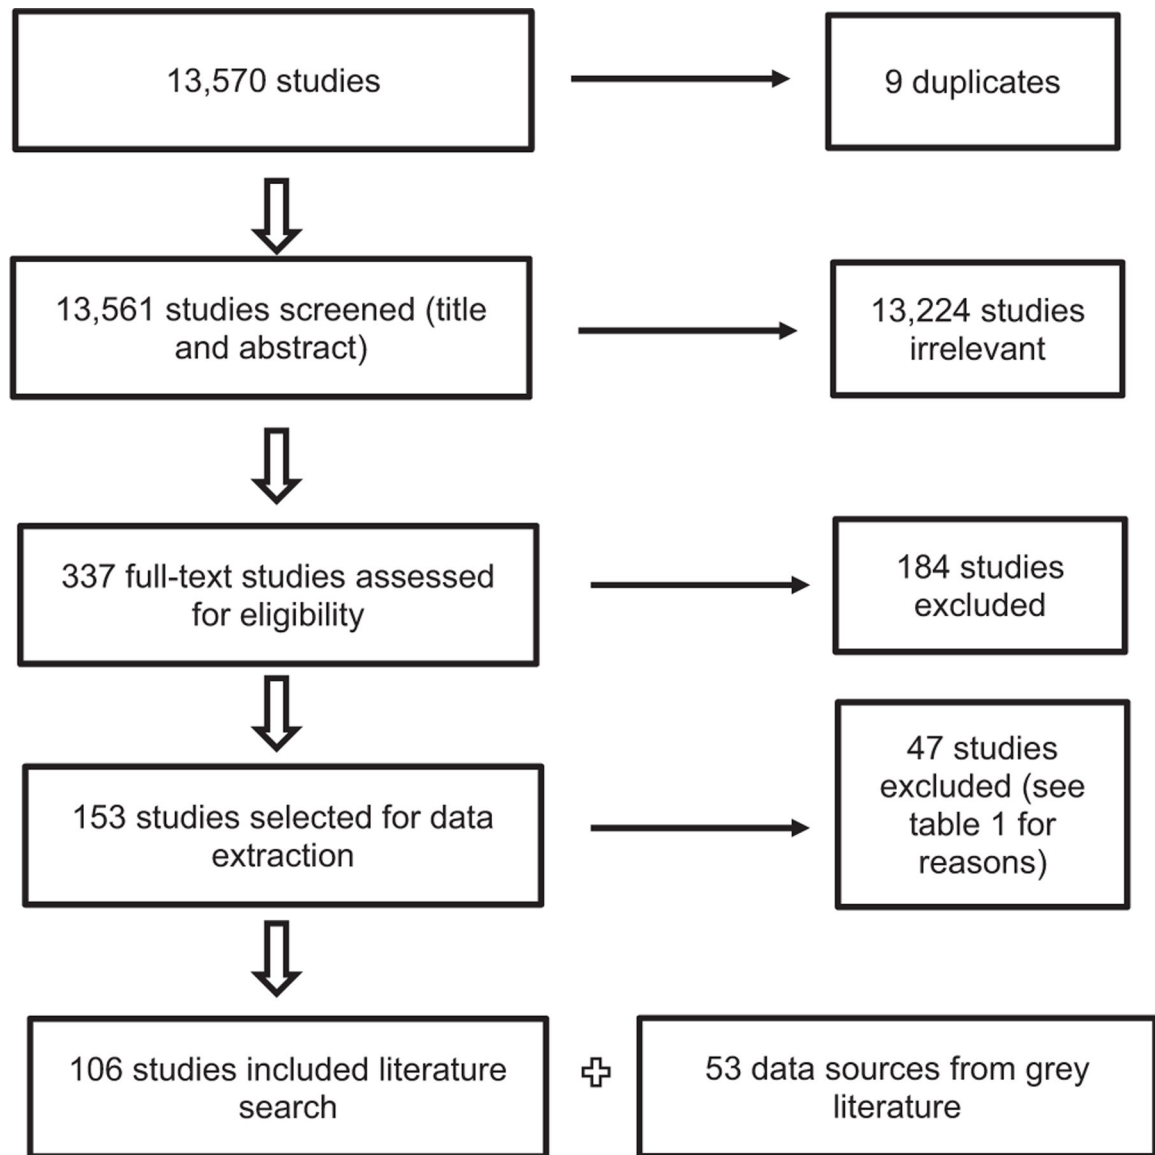 13,570 studies
9 duplicates
13,561 studies screened (title
and abstract)
13,224 studies
irrelevant
337 full-text studies assessed
for eligibility
184 studies
excluded
153 studies selected for data
extraction
47 studies
excluded (see
table 1 for
reasons)
106 studies included literature
search
53 data sources from grey
literature